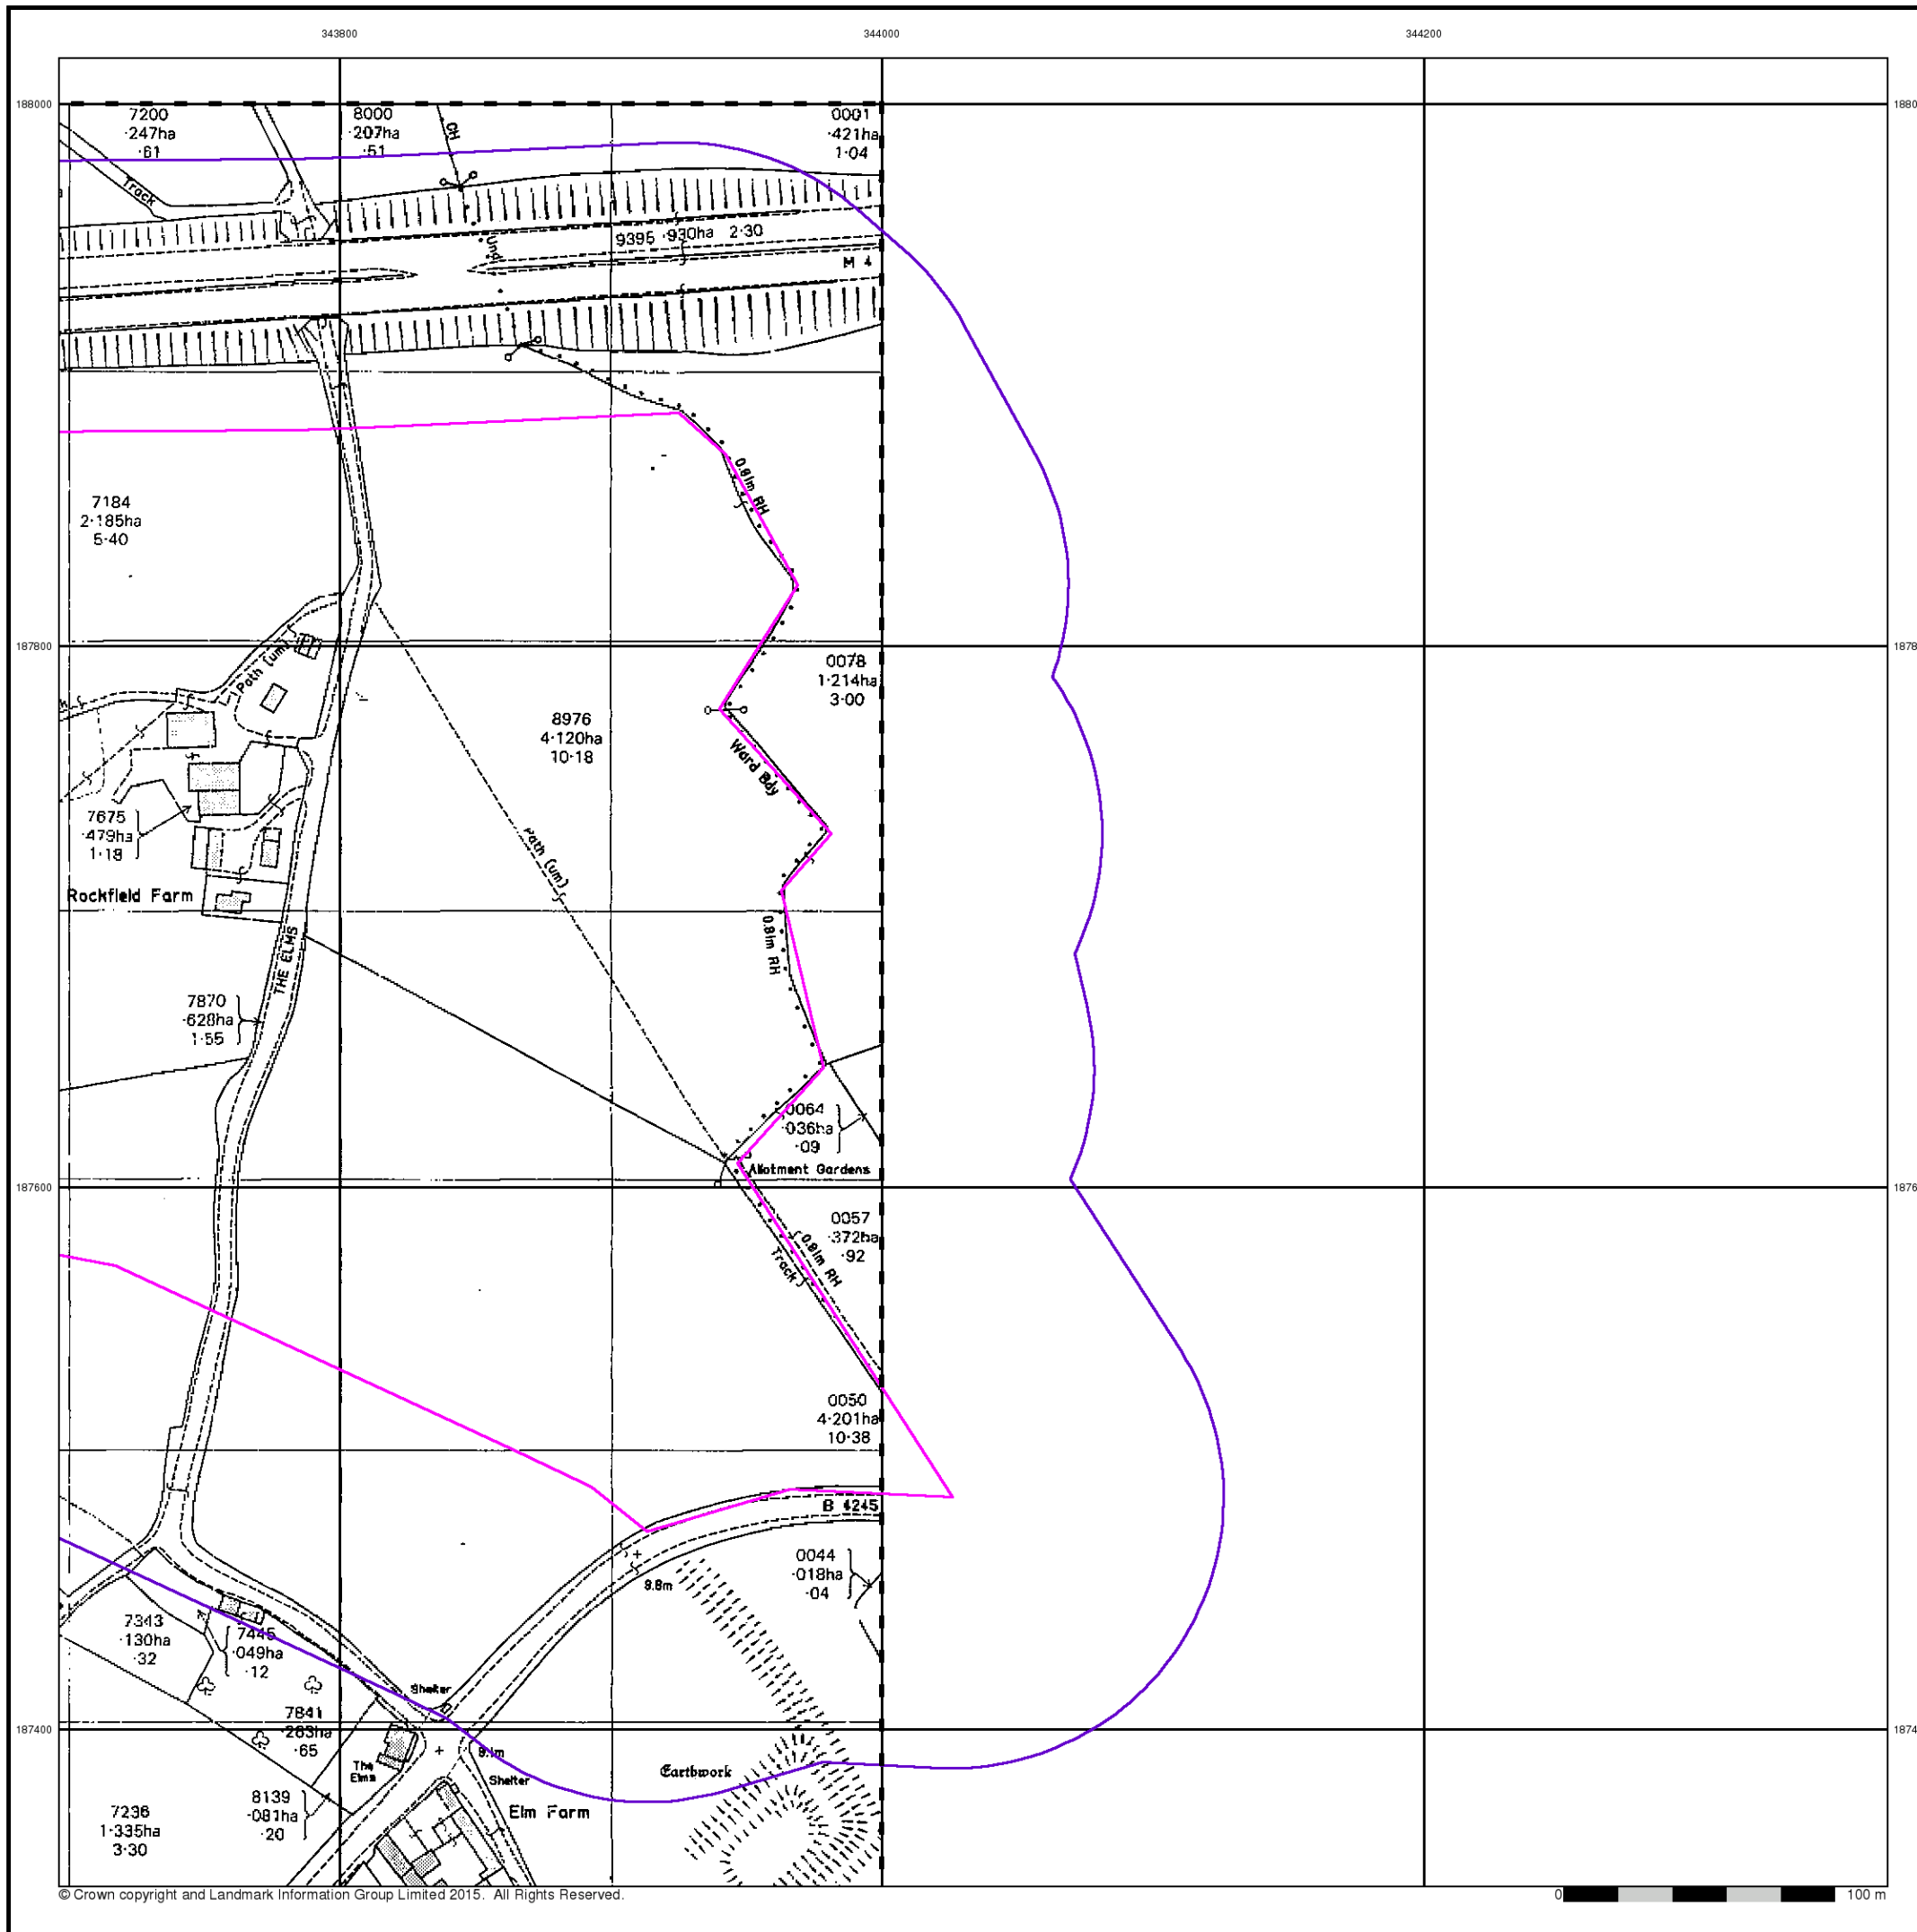 343800
344000
344200
188000
7200
·247ha
·61
8000
·207ha
·51
0001
·421ha
1·04
CH
Track
Und
9395 ·930ha 2·30
M 4
0.81m RH
7184
2·185ha
5·40
187800
Path (um)
0078
1·214ha
3·00
8976
4·120ha
10·18
Ward Bdy
7675
·479ha
1·18
Path (um)
Rockfield Farm
THE ELMS
0.81m RH
7870
·628ha
1·55
0064
·036ha
·09
Allotment Gardens
187600
0057
·372ha
·92
0.81m RH
Track
0050
4·201ha
10·38
B 4245
0044
·018ha
·04
9.8m
7343
·130ha
·32
7445
·049ha
·12
Shelter
7841
·263ha
·65
187400
9.1m
The
Elms
Shelter
Earthwork
8139
·081ha
·20
Elm Farm
7236
1·335ha
3·30
© Crown copyright and Landmark Information Group Limited 2015. All Rights Reserved.
0
100 m